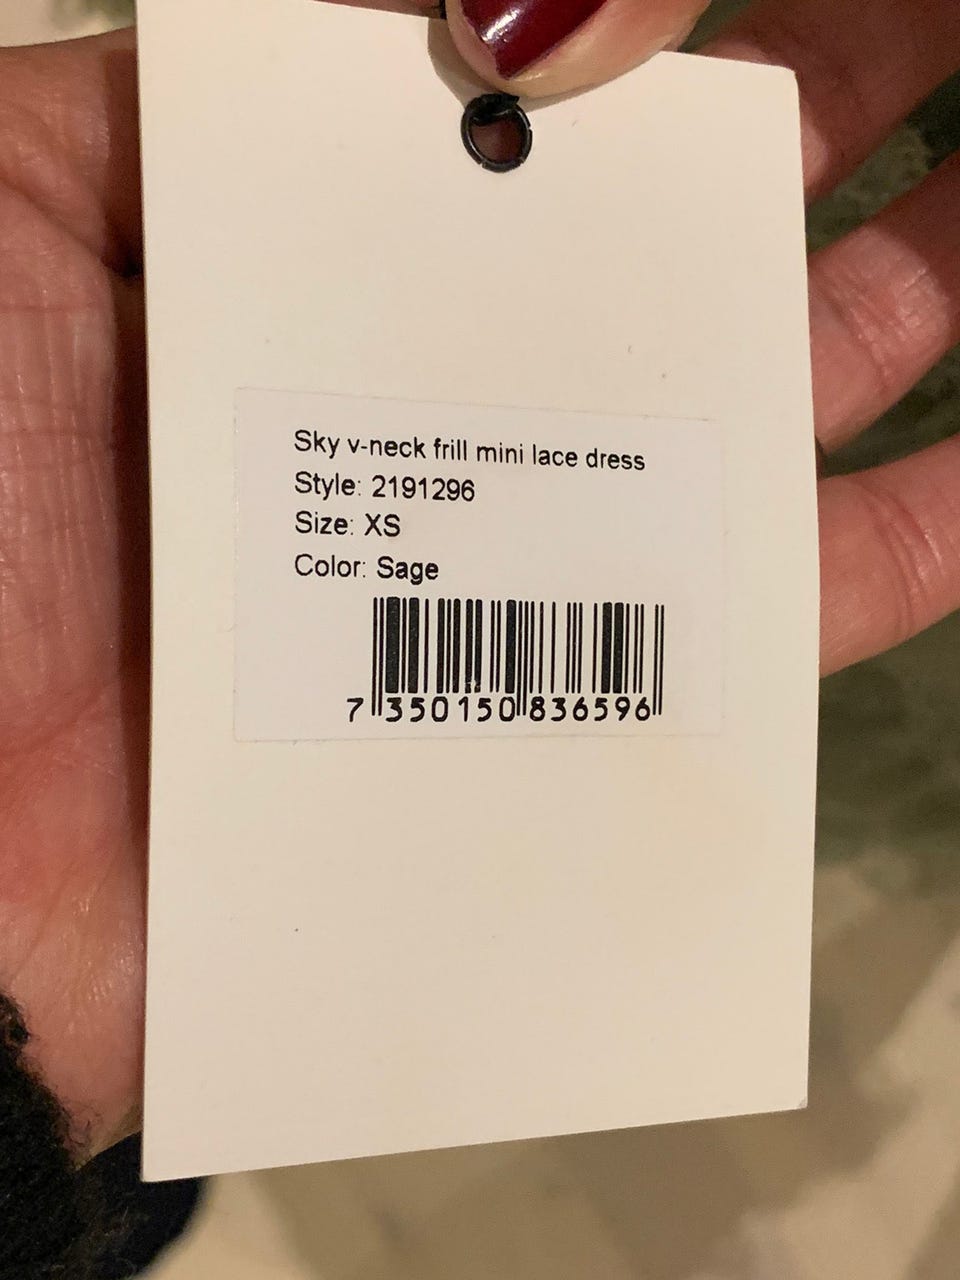 Sky v-neck frill mini lace dress
Style: 2191296
Size: XS
Color: Sage
7 350150 836596